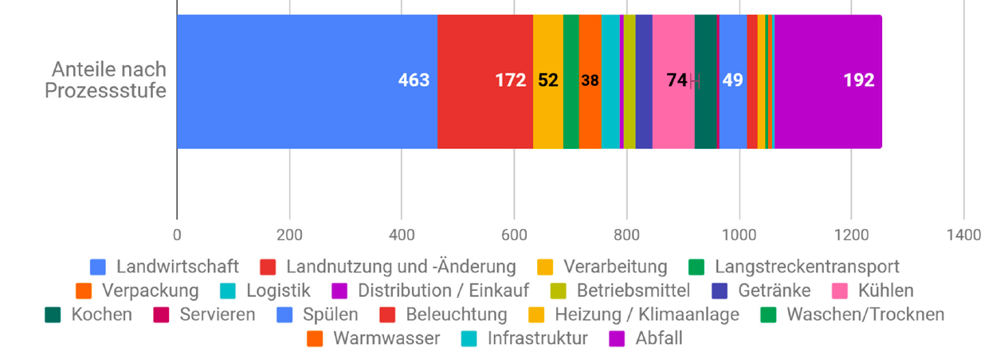 Anteile nach
Prozessstufe
463 172 52 38 74 49 192
0 200 400 600 800 1000 1200 1400
Landwirtschaft Landnutzung und -Änderung Verarbeitung Langstreckentransport
Verpackung Logistik Distribution / Einkauf Betriebsmittel Getränke Kühlen
Kochen Servieren Spülen Beleuchtung Heizung / Klimaanlage Waschen/Trocknen
Warmwasser Infrastruktur Abfall